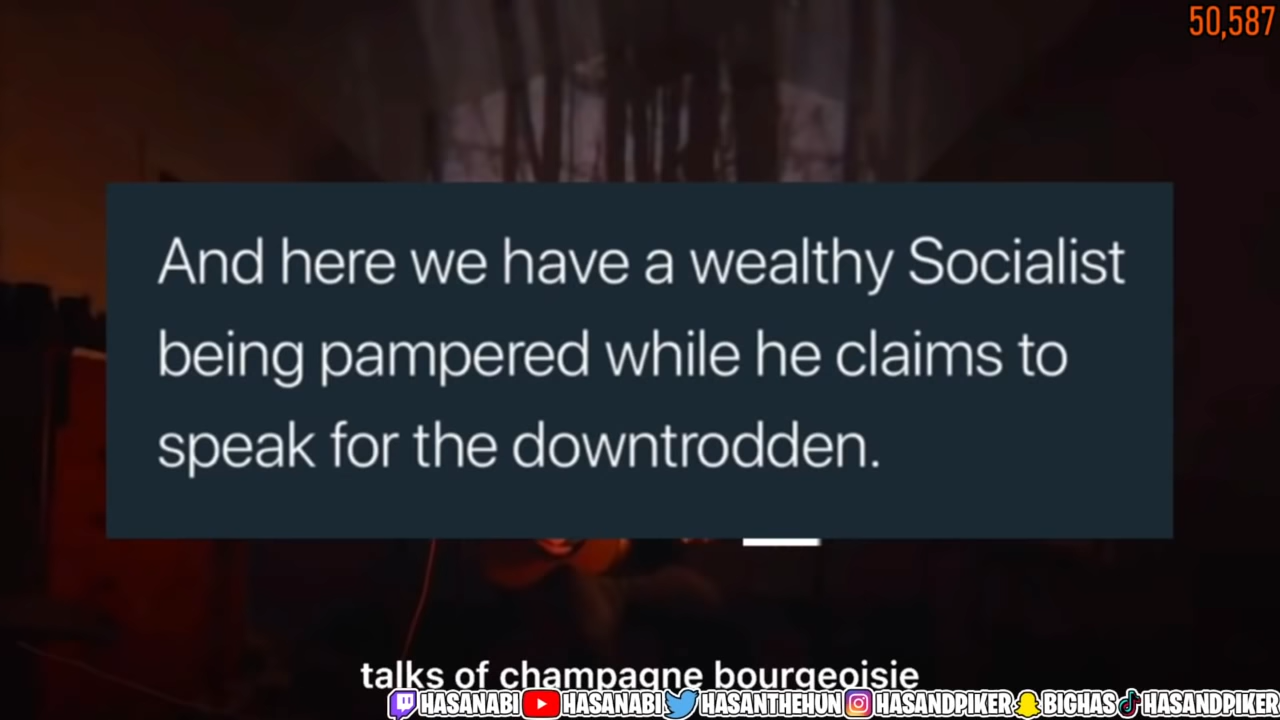 50,587
And here we have a wealthy Socialist
being pampered while he claims to
speak for the downtrodden.
talks of champagne bourgeoisie
HASANABI HASANABI HASANTHEHUN HASANDPIKER BIGHAS HASANDPIKER